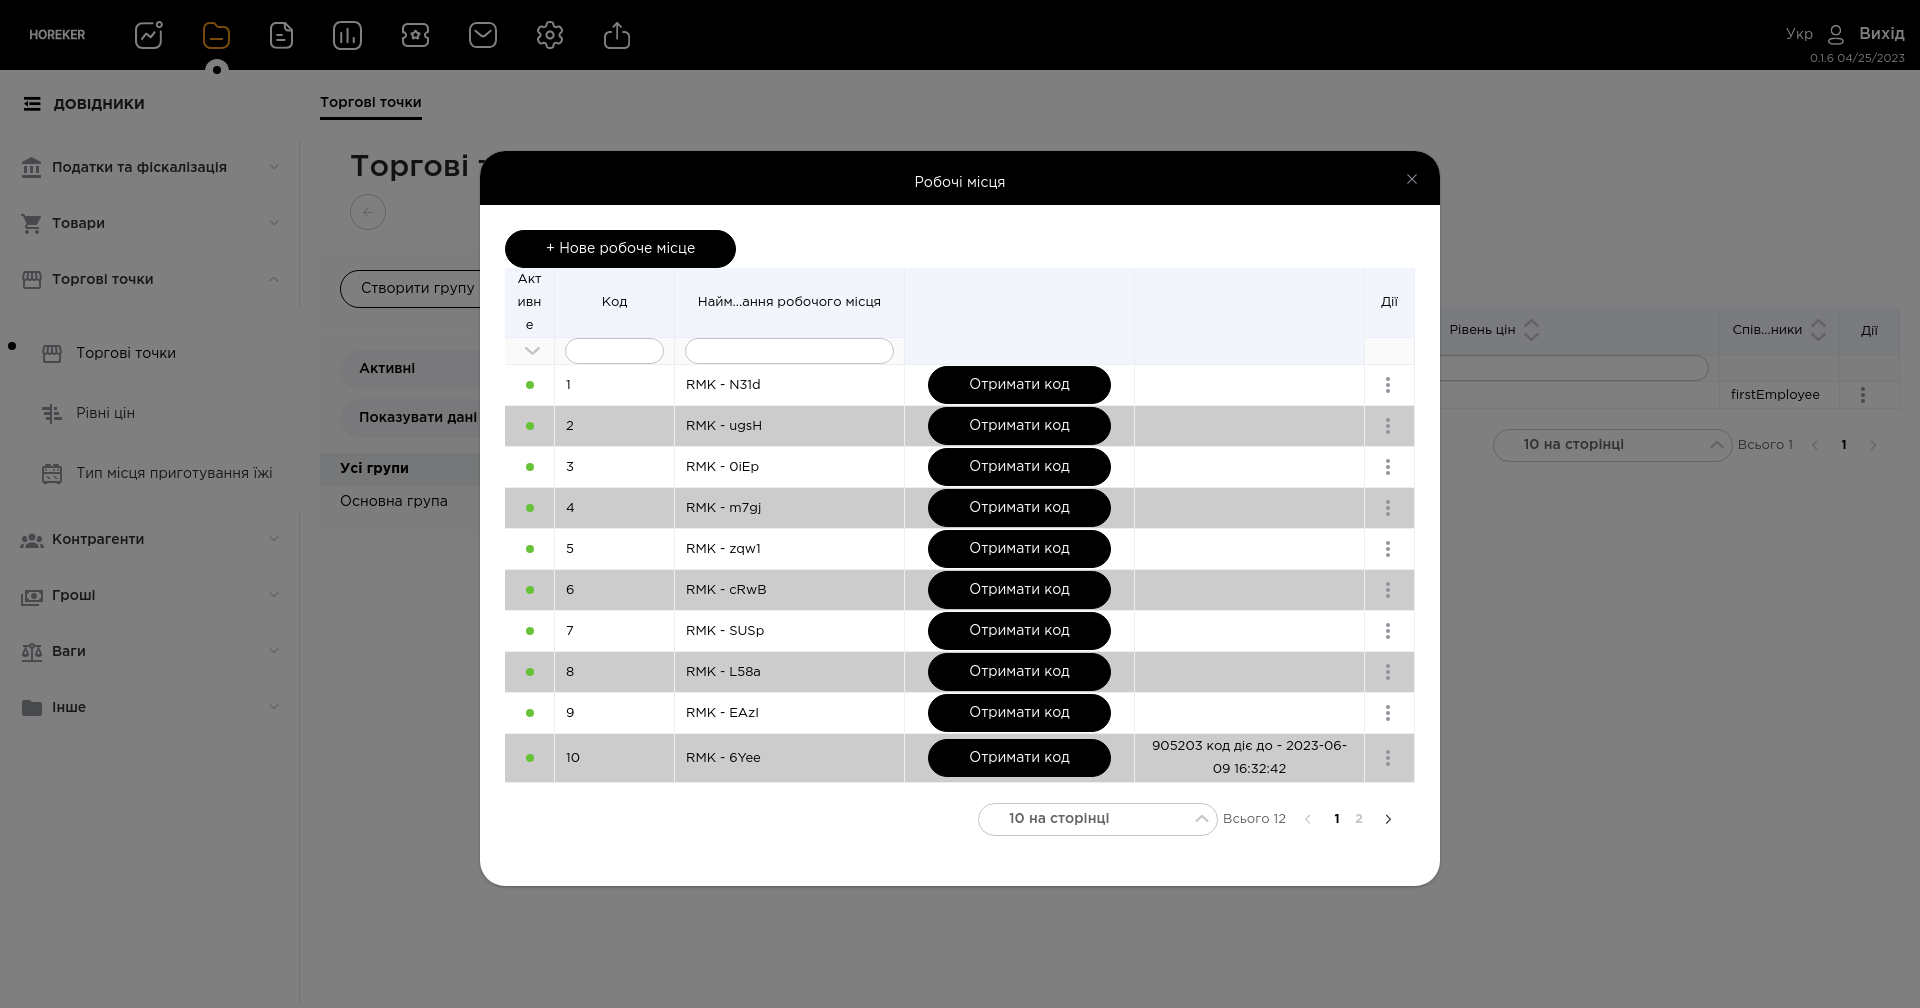 HOREKER
Укр
Вихід
0.1.6 04/25/2023
ДОВІДНИКИ
Податки та фіскалізація
Товари
Торгові точки
Торгові точки
Рівні цін
Тип місця приготування їжі
Контрагенти
Гроші
Ваги
Інше
Торгові точки
Торгові
Створити групу
Активні
Показувати дані
Усі групи
Основна група
Робочі місця
+ Нове робоче місце
Акт
ивн
е
Код
Найм...ання робочого місця
Дії
1 RMK - N31d Отримати код
2 RMK - ugsH Отримати код
3 RMK - 0iEp Отримати код
4 RMK - m7gj Отримати код
5 RMK - zqw1 Отримати код
6 RMK - cRwB Отримати код
7 RMK - SUSp Отримати код
8 RMK - L58a Отримати код
9 RMK - EAzI Отримати код
10 RMK - 6Yee Отримати код 905203 код діє до - 2023-06-
09 16:32:42
10 на сторінці Всього 12 1 2
Рівень цін Спів...ники Дії
firstEmployee
10 на сторінці Всього 1 1